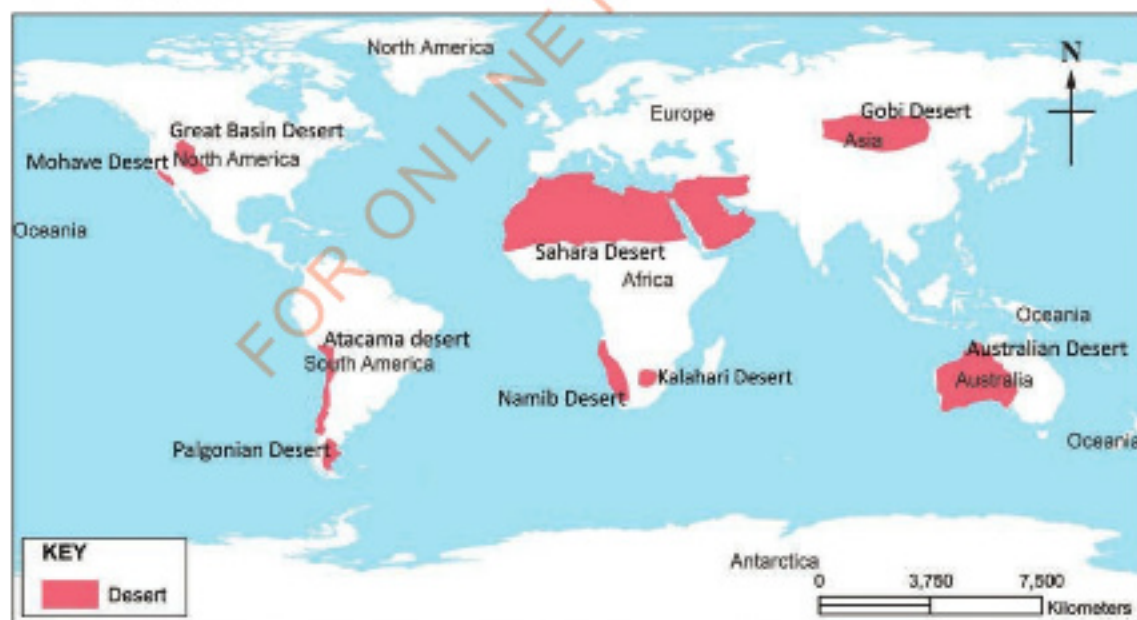 FOR ONLINE
North America
N
Europe
Gobi Desert
Asia
Great Basin Desert
Mohave Desert
North America
Oceania
Sahara Desert
Africa
Oceania
Atacama desert
South America
Australian Desert
Australia
Kalahari Desert
Namib Desert
Oceania
Palgonian Desert
KEY
Desert
Antarctica
0 3,750 7,500
Kilometers